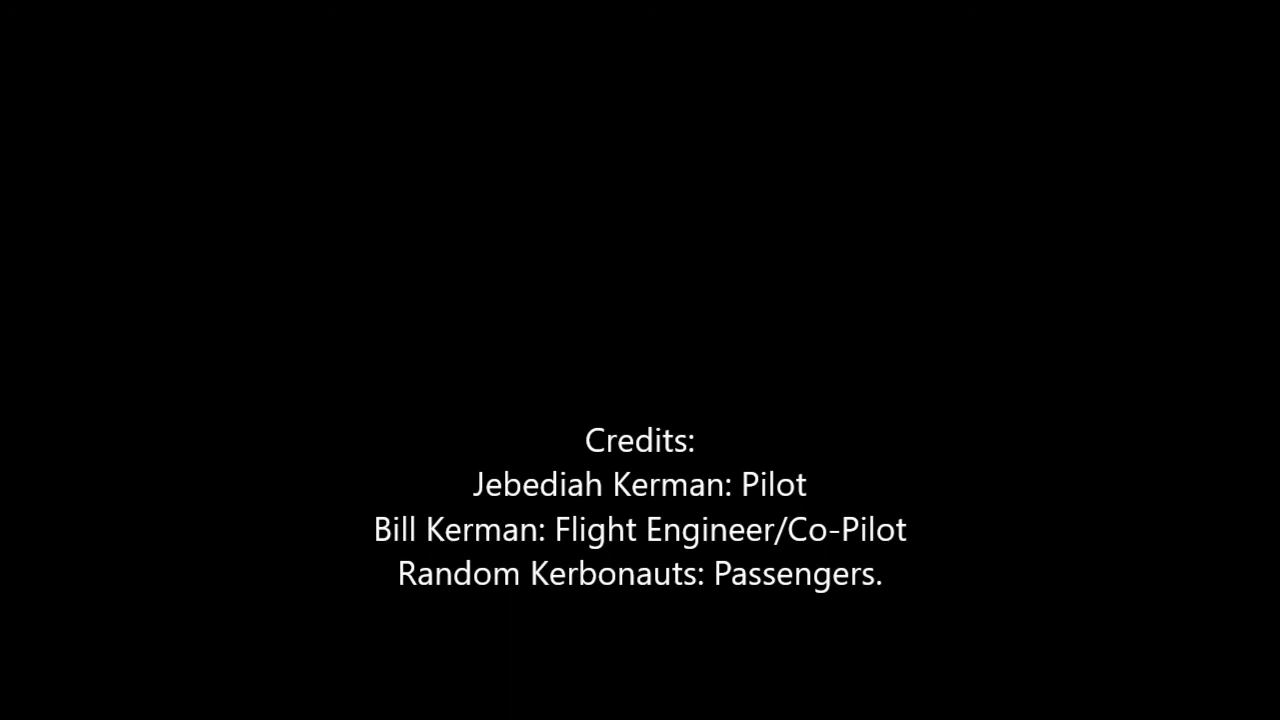 Credits:
Jebediah Kerman: Pilot
Bill Kerman: Flight Engineer/Co-Pilot
Random Kerbonauts: Passengers.